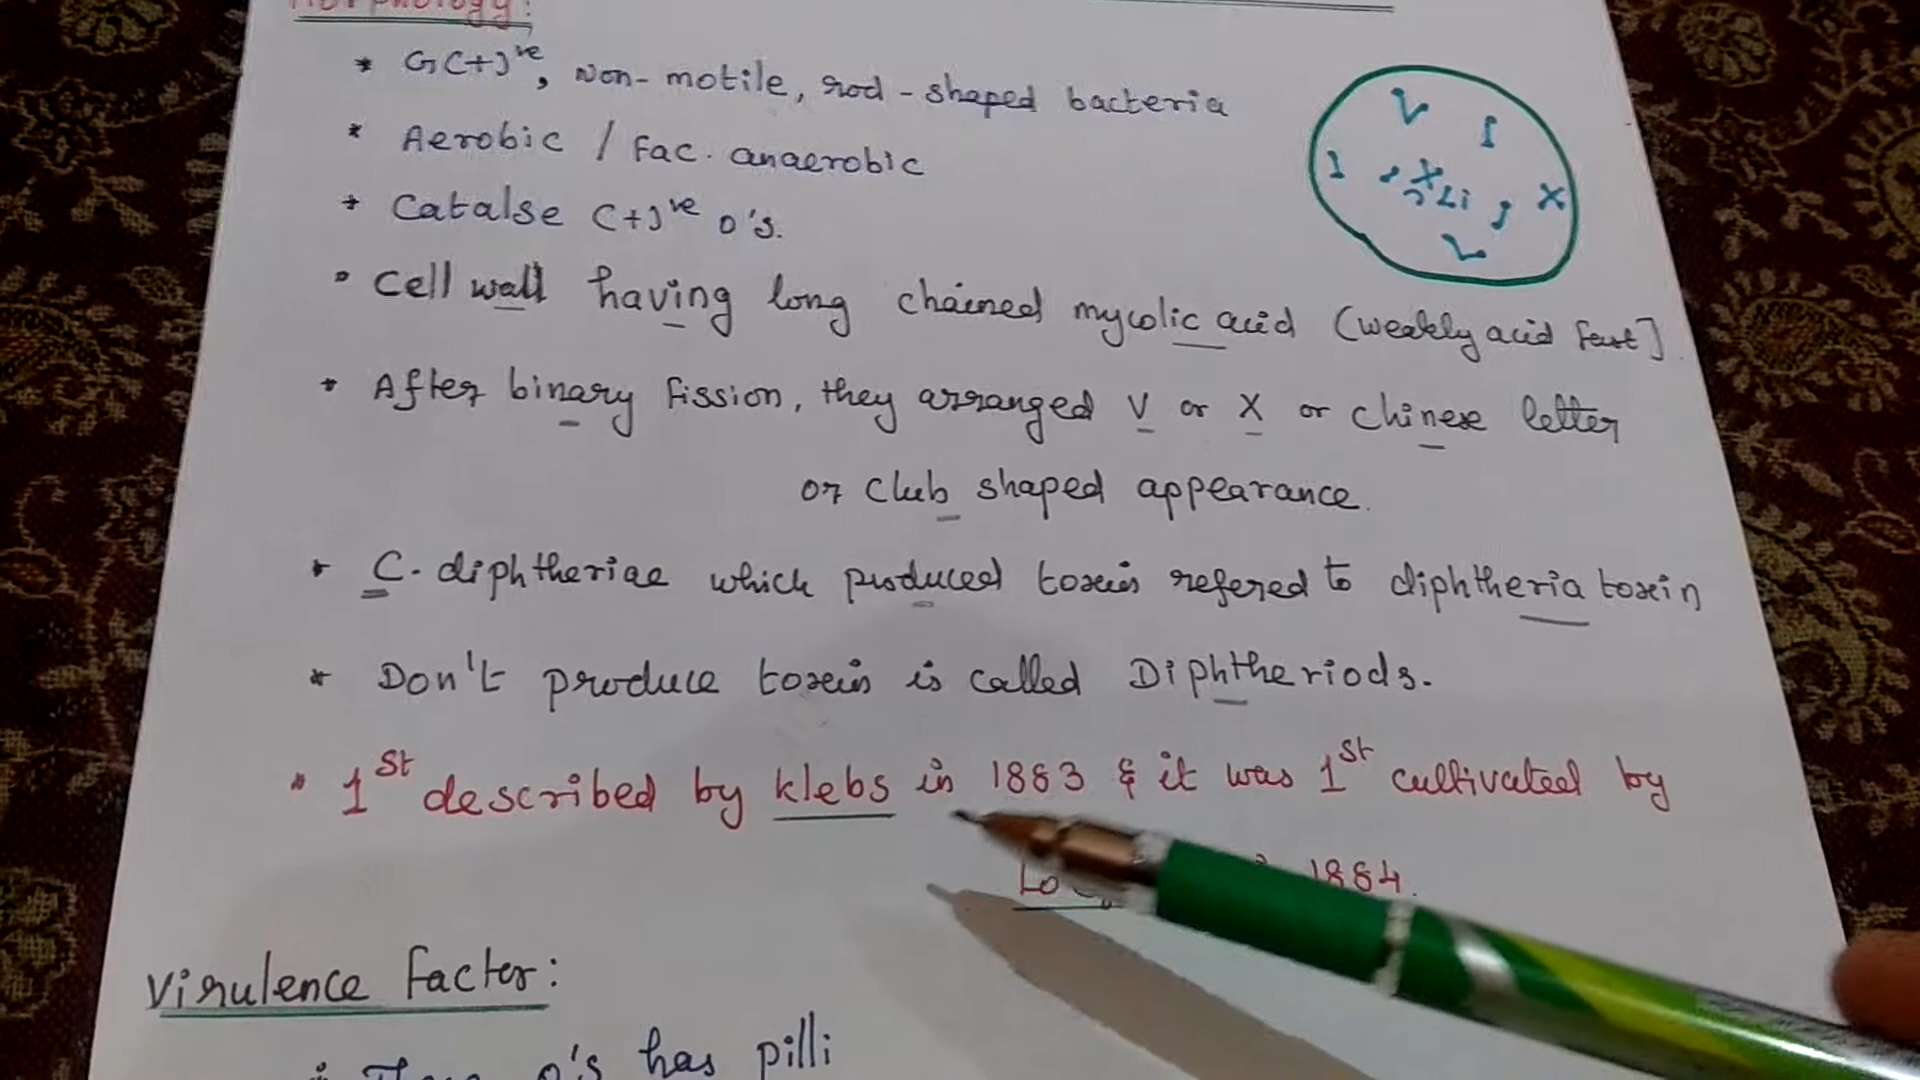 Morphology:
* G(+)ve, Non-motile, rod-shaped bacteria
* Aerobic / Fac. anaerobic
* Catalse (+)ve o's.
* Cell wall having long chained mycolic acid (weakly acid fast]
* After binary fission, they arranged V or X or chinese letter
or club shaped appearance.
* C. diphtheriae which produced toxin refered to diphtheria toxin
* Don't produce toxin is called Diphtheriods.
* 1st described by klebs in 1883 & it was 1st cultivated by
1884.
Virulence factor:
* These o's has pilli